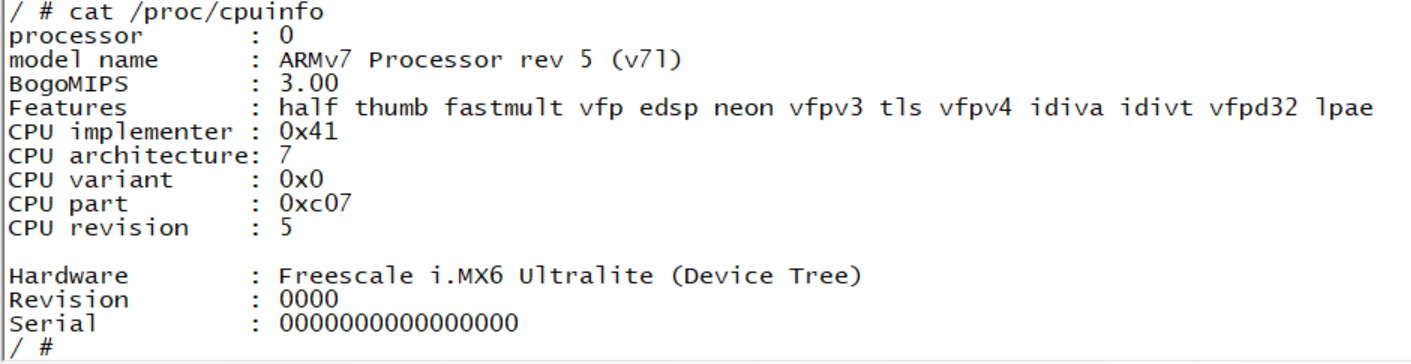 / # cat /proc/cpuinfo
processor       : 0
model name      : ARMv7 Processor rev 5 (v7l)
BogoMIPS        : 3.00
Features        : half thumb fastmult vfp edsp neon vfpv3 tls vfpv4 idiva idivt vfpd32 lpae
CPU implementer : 0x41
CPU architecture: 7
CPU variant     : 0x0
CPU part        : 0xc07
CPU revision    : 5
Hardware        : Freescale i.MX6 Ultralite (Device Tree)
Revision        : 0000
Serial          : 0000000000000000
/ #